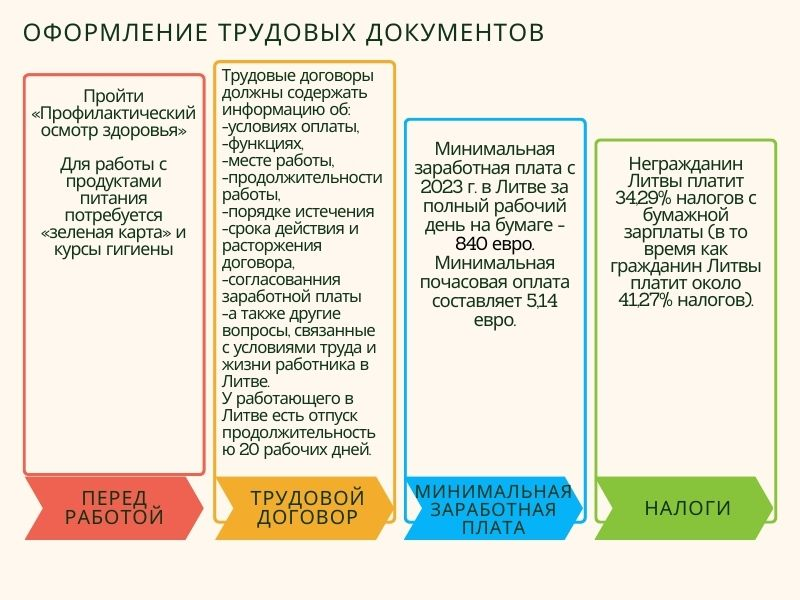 ОФОРМЛЕНИЕ ТРУДОВЫХ ДОКУМЕНТОВ
Пройти
«Профилактический
осмотр здоровья»
Для работы с
продуктами
питания
потребуется
«зеленая карта» и
курсы гигиены
ПЕРЕД
РАБОТОЙ
Трудовые договоры
должны содержать
информацию об:
-условиях оплаты,
-функциях,
-месте работы,
-продолжительности
работы,
-порядке истечения
-срока действия и
расторжения
договора,
-согласованния
заработной платы
-а также другие
вопросы, связанные
с условиями труда и
жизни работника в
Литве.
У работающего в
Литве есть отпуск
продолжительность
ю 20 рабочих дней.
ТРУДОВОЙ
ДОГОВОР
Минимальная
заработная плата с
2023 г. в Литве за
полный рабочий
день на бумаге -
840 евро.
Минимальная
почасовая оплата
составляет 5,14
евро.
МИНИМАЛЬНАЯ
ЗАРАБОТНАЯ
ПЛАТА
Негражданин
Литвы платит
34,29% налогов с
бумажной
зарплаты (в то
время как
гражданин Литвы
платит около
41,27% налогов).
НАЛОГИ